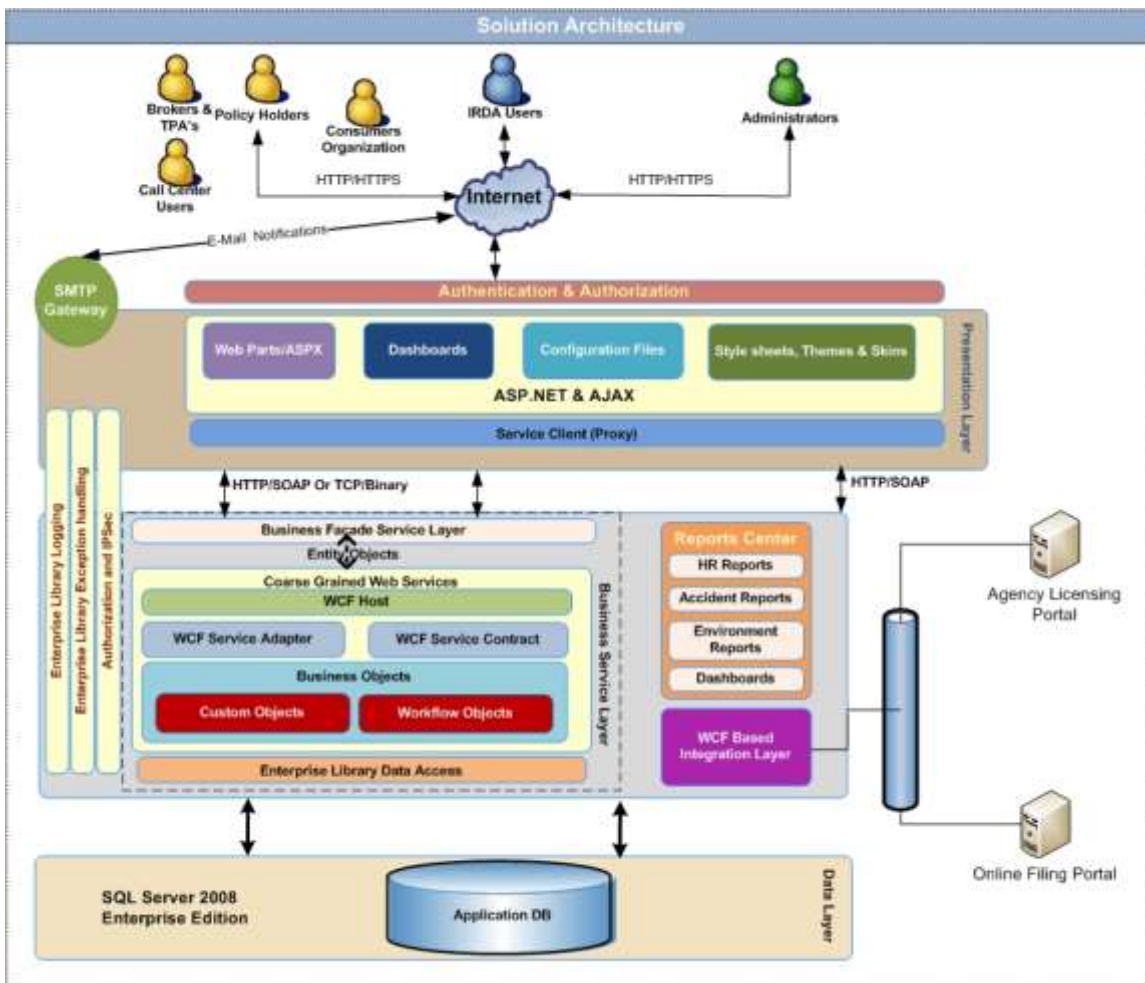 Solution Architecture
Brokers &
TPA's
Policy Holders
Consumers
Organization
IRDA Users
Administrators
Call Center
Users
HTTP/HTTPS
HTTP/HTTPS
Internet
E-Mail Notifications
SMTP
Gateway
Authentication & Authorization
Web Parts/ASPX
Dashboards
Configuration Files
Style sheets, Themes & Skins
ASP.NET & AJAX
Service Client (Proxy)
Presentation Layer
HTTP/SOAP Or TCP/Binary
HTTP/SOAP
Enterprise Library Logging
Enterprise Library Exception handling
Authorization and IPSec
Business Façade Service Layer
Entity Objects
Coarse Grained Web Services
WCF Host
WCF Service Adapter
WCF Service Contract
Business Objects
Custom Objects
Workflow Objects
Enterprise Library Data Access
Business Service Layer
Reports Center
HR Reports
Accident Reports
Environment
Reports
Dashboards
WCF Based
Integration Layer
Agency Licensing
Portal
Online Filing Portal
SQL Server 2008
Enterprise Edition
Application DB
Data Layer